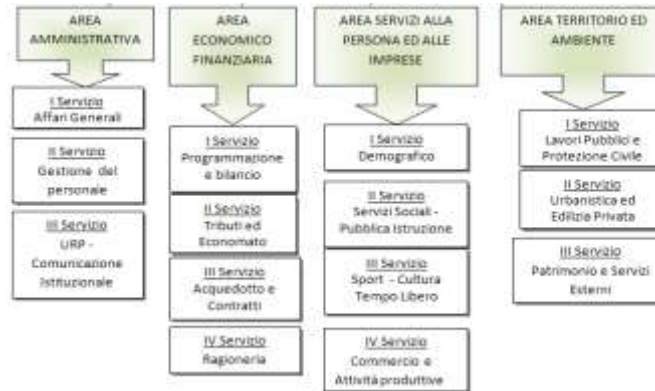 AREA
AMMINISTRATIVA
I Servizio
Affari Generali
II Servizio
Gestione del
personale
III Servizio
URP -
Comunicazione
Istituzionale
AREA
ECONOMICO
FINANZIARIA
I Servizio
Programmazione
e bilancio
II Servizio
Tributi ed
Economato
III Servizio
Acquedotto e
Contratti
IV Servizio
Ragioneria
AREA SERVIZI ALLA
PERSONA ED ALLE
IMPRESE
I Servizio
Demografico
II Servizio
Servizi Sociali -
Pubblica Istruzione
III Servizio
Sport - Cultura
Tempo Libero
IV Servizio
Commercio e
Attività produttive
AREA TERRITORIO ED
AMBIENTE
I Servizio
Lavori Pubblici e
Protezione Civile
II Servizio
Urbanistica ed
Edilizia Privata
III Servizio
Patrimonio e Servizi
Esterni